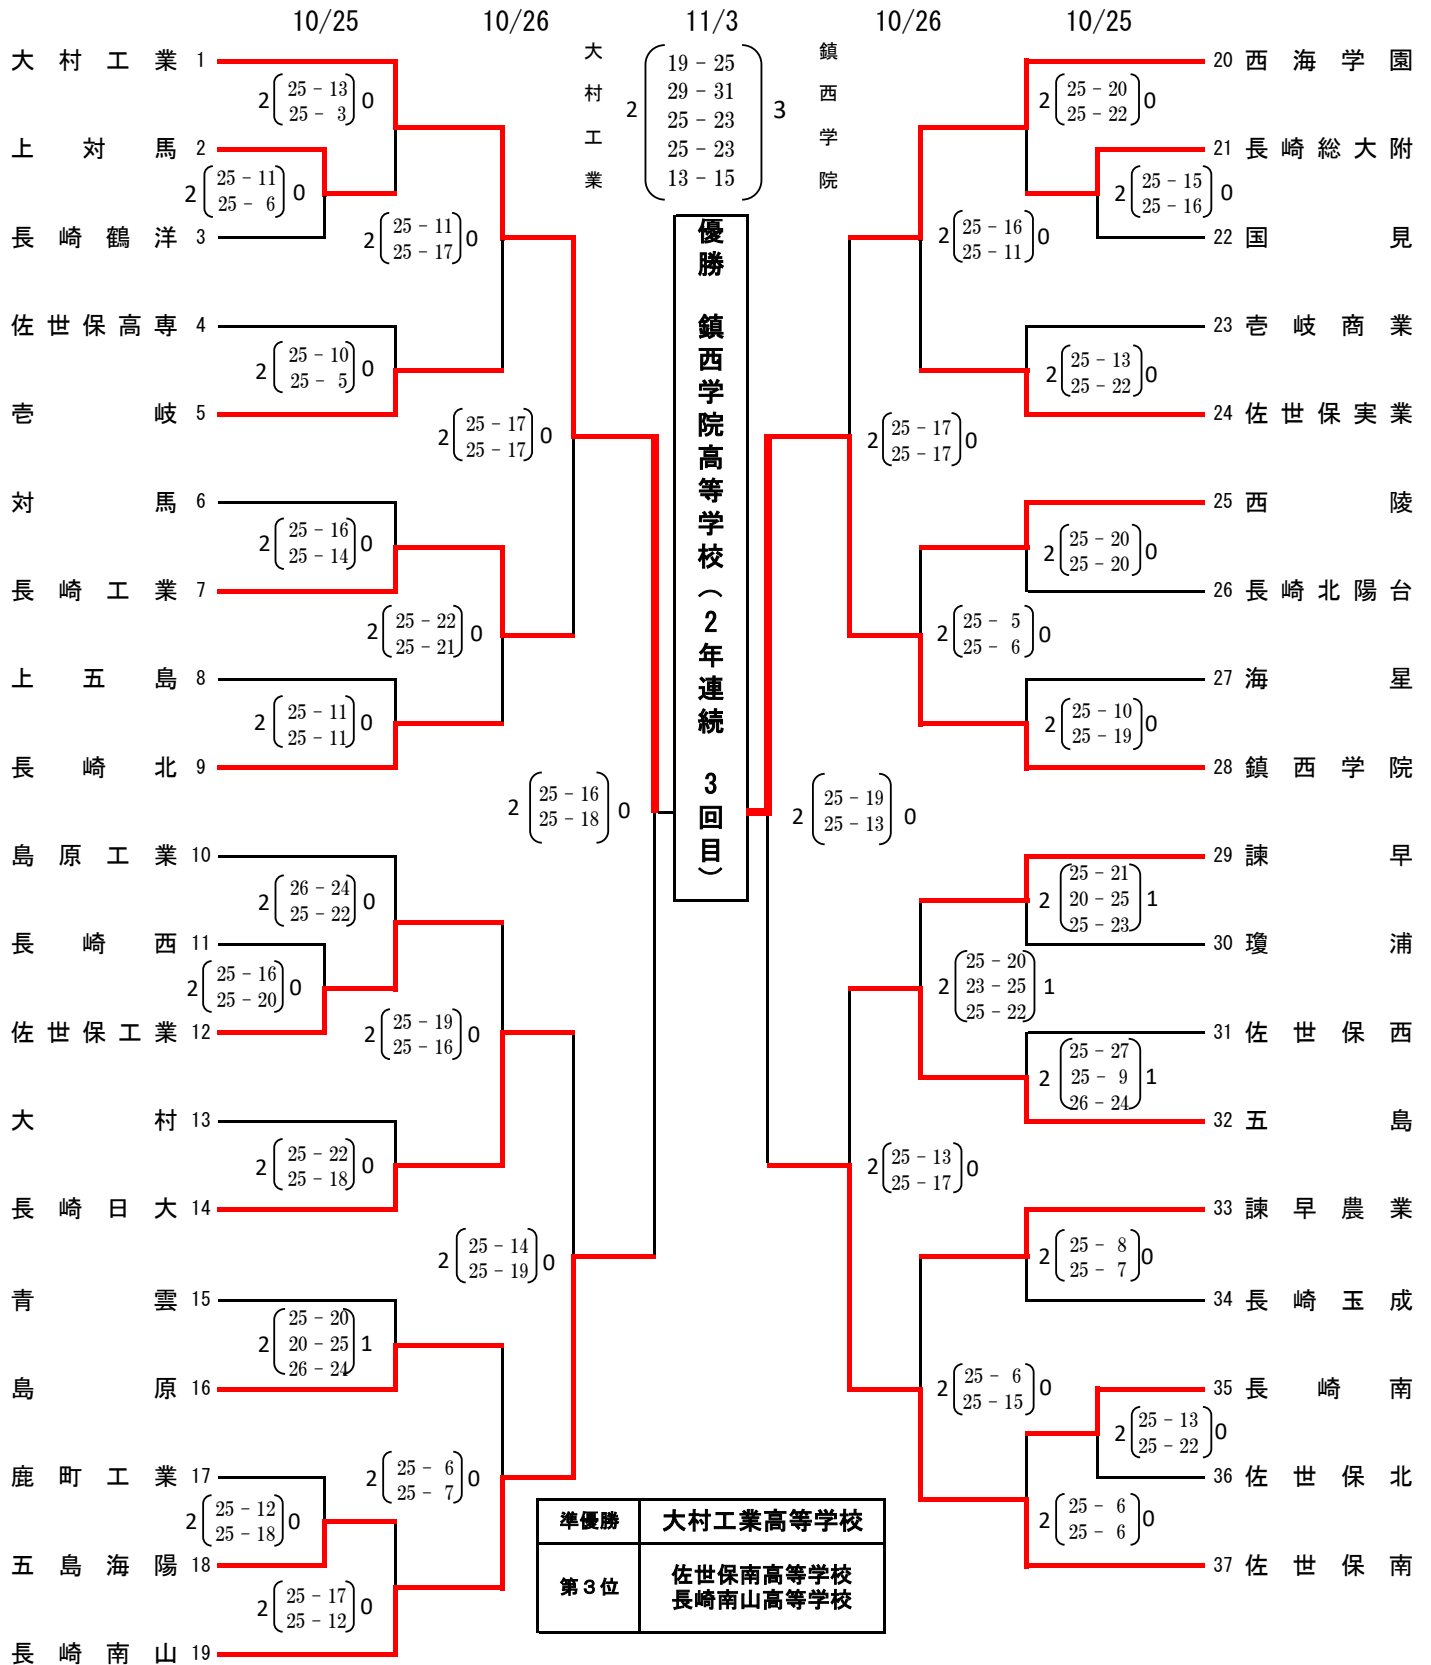 10/25 10/26 11/3 10/26 10/25
大村工業 2 (19 - 25 29 - 31 25 - 23 25 - 23 13 - 15) 3 鎮西学院
優勝 鎮西学院高等学校（2年連続 3回目）
大村工業 1
2 (25 - 13 25 - 3) 0
上対馬 2
2 (25 - 11 25 - 6) 0
長崎鶴洋 3
2 (25 - 11 25 - 17) 0
佐世保高専 4
2 (25 - 10 25 - 5) 0
壱岐 5
2 (25 - 17 25 - 17) 0
対馬 6
2 (25 - 16 25 - 14) 0
長崎工業 7
2 (25 - 22 25 - 21) 0
上五島 8
2 (25 - 11 25 - 11) 0
長崎北 9
2 (25 - 16 25 - 18) 0
島原工業 10
2 (26 - 24 25 - 22) 0
長崎西 11
2 (25 - 16 25 - 20) 0
佐世保工業 12
2 (25 - 19 25 - 16) 0
大村 13
2 (25 - 22 25 - 18) 0
長崎日大 14
2 (25 - 14 25 - 19) 0
青雲 15
2 (25 - 20 20 - 25 26 - 24) 1
島原 16
2 (25 - 6 25 - 7) 0
鹿町工業 17
2 (25 - 12 25 - 18) 0
五島海陽 18
2 (25 - 17 25 - 12) 0
長崎南山 19
20 西海学園
2 (25 - 20 25 - 22) 0
21 長崎総大附
2 (25 - 15 25 - 16) 0
22 国見
2 (25 - 16 25 - 11) 0
23 壱岐商業
2 (25 - 13 25 - 22) 0
24 佐世保実業
2 (25 - 17 25 - 17) 0
25 西陵
2 (25 - 20 25 - 20) 0
26 長崎北陽台
2 (25 - 5 25 - 6) 0
27 海星
2 (25 - 10 25 - 19) 0
28 鎮西学院
2 (25 - 19 25 - 13) 0
29 諫早
2 (25 - 21 20 - 25 25 - 23) 1
30 瓊浦
2 (25 - 20 23 - 25 25 - 22) 1
31 佐世保西
2 (25 - 27 25 - 9 26 - 24) 1
32 五島
2 (25 - 13 25 - 17) 0
33 諫早農業
2 (25 - 8 25 - 7) 0
34 長崎玉成
2 (25 - 6 25 - 15) 0
35 長崎南
2 (25 - 13 25 - 22) 0
36 佐世保北
2 (25 - 6 25 - 6) 0
37 佐世保南
準優勝 大村工業高等学校
第３位 佐世保南高等学校
長崎南山高等学校